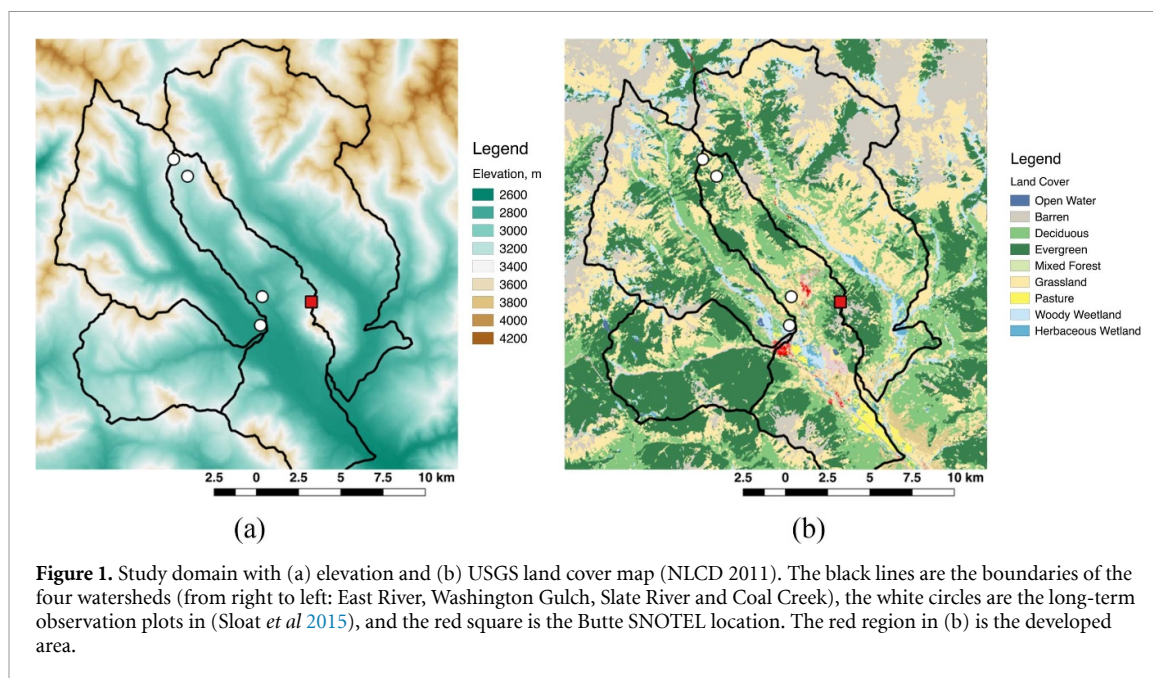 Legend
Elevation, m
2600
2800
3000
3200
3400
3600
3800
4000
4200
2.5 0 2.5 5 7.5 10 km
(a)
Legend
Land Cover
Open Water
Barren
Deciduous
Evergreen
Mixed Forest
Grassland
Pasture
Woody Weetland
Herbaceous Wetland
2.5 0 2.5 5 7.5 10 km
(b)
Figure 1. Study domain with (a) elevation and (b) USGS land cover map (NLCD 2011). The black lines are the boundaries of the
four watersheds (from right to left: East River, Washington Gulch, Slate River and Coal Creek), the white circles are the long-term
observation plots in (Sloat et al 2015), and the red square is the Butte SNOTEL location. The red region in (b) is the developed
area.